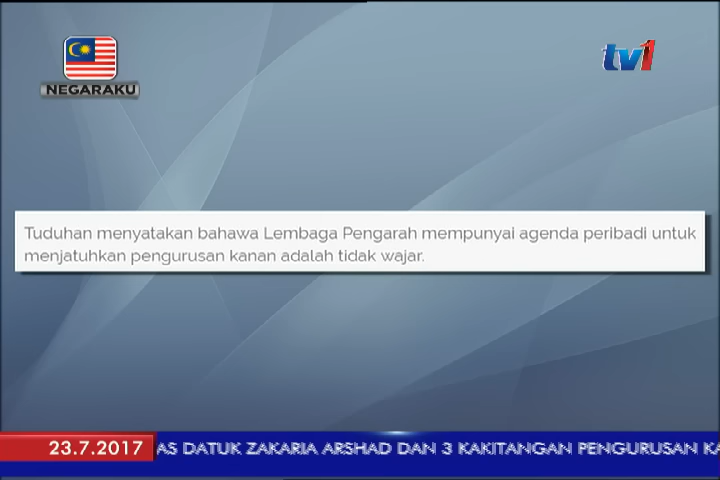 NEGARAKU
tv1
Tuduhan menyatakan bahawa Lembaga Pengarah mempunyai agenda peribadi untuk
menjatuhkan pengurusan kanan adalah tidak wajar.
23.7.2017 AS DATUK ZAKARIA ARSHAD DAN 3 KAKITANGAN PENGURUSAN KA